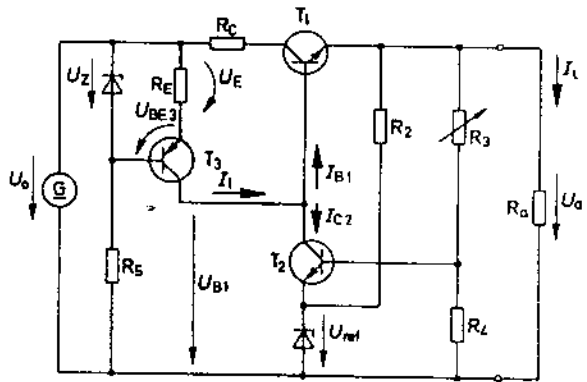 R_C
T_1
U_Z
R_E
U_E
U_BE3
T_3
I_1
I_B1
I_C2
R_2
R_3
I_L
U_o
G
R_a
U_a
R_5
U_B1
T_2
U_ref
R_4